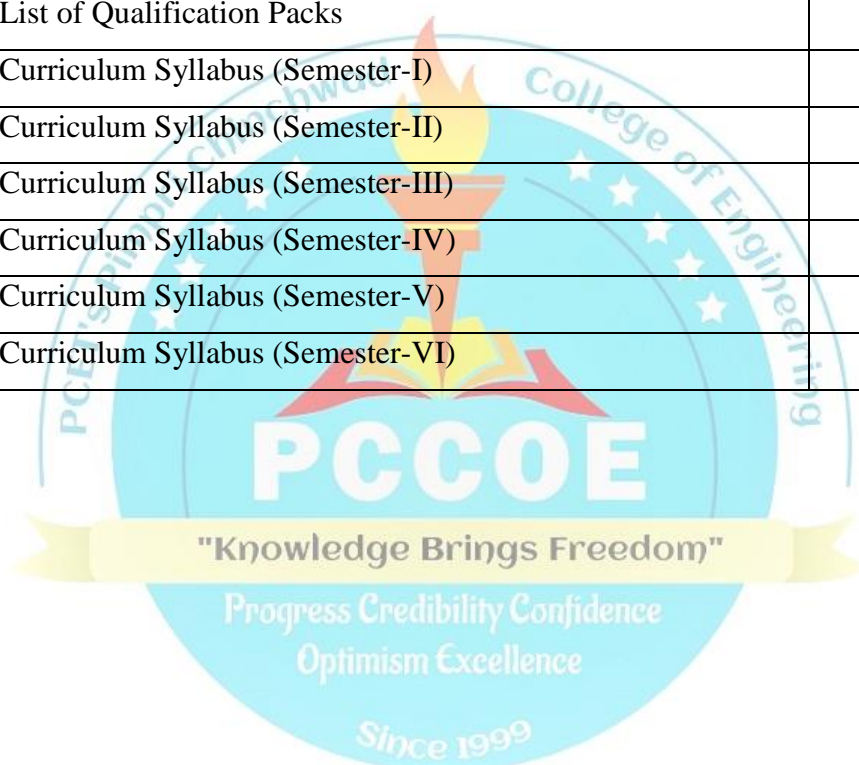 List of Qualification Packs
Curriculum Syllabus (Semester-I)
Curriculum Syllabus (Semester-II)
Curriculum Syllabus (Semester-III)
Curriculum Syllabus (Semester-IV)
Curriculum Syllabus (Semester-V)
Curriculum Syllabus (Semester-VI)
PCET's Pimpri Chinchwad College of Engineering
PCCOE
"Knowledge Brings Freedom"
Progress Credibility Confidence
Optimism Excellence
Since 1999